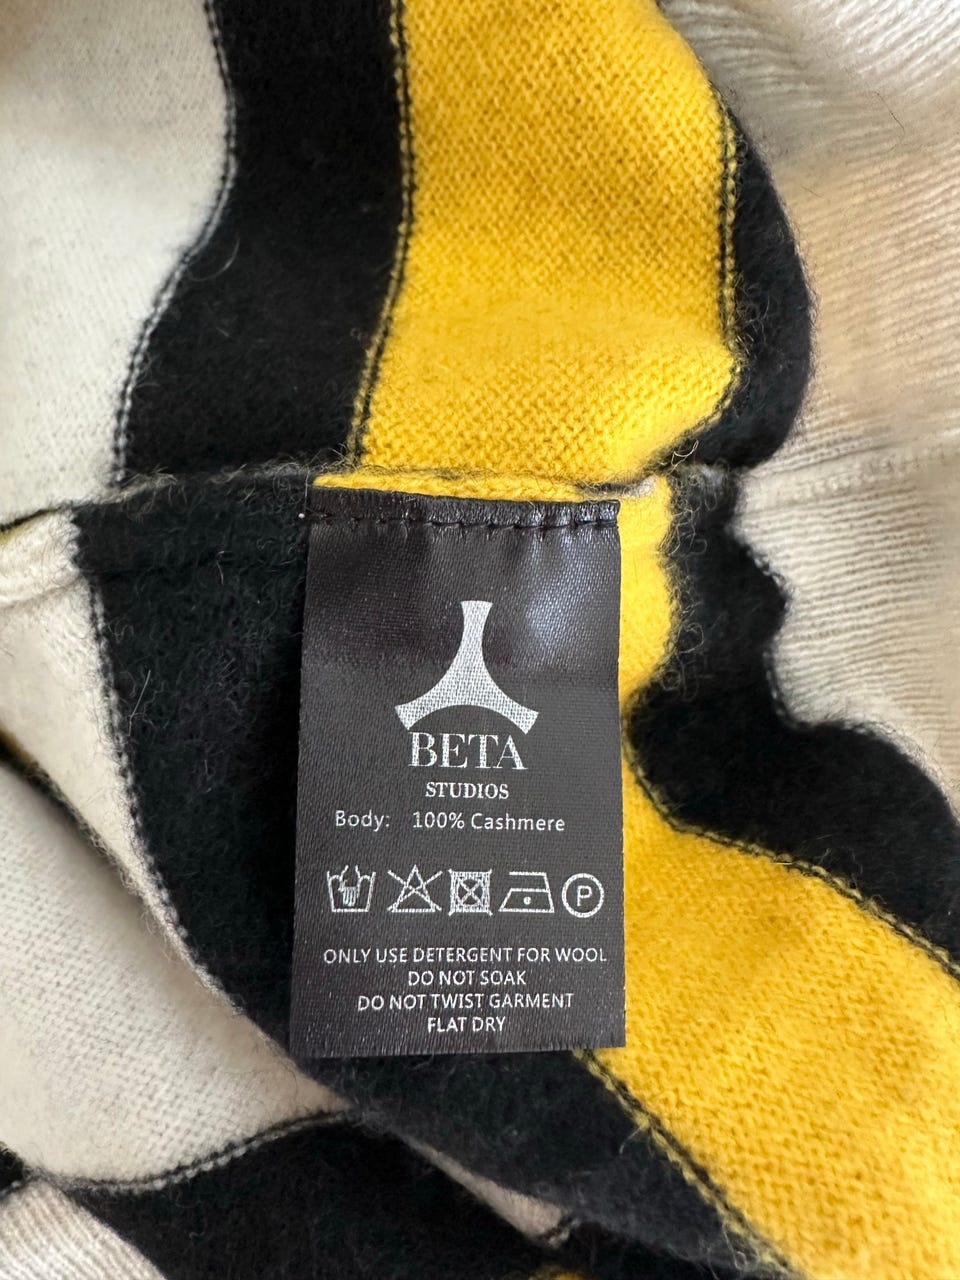 BETA
STUDIOS
Body: 100% Cashmere
P
ONLY USE DETERGENT FOR WOOL
DO NOT SOAK
DO NOT TWIST GARMENT
FLAT DRY